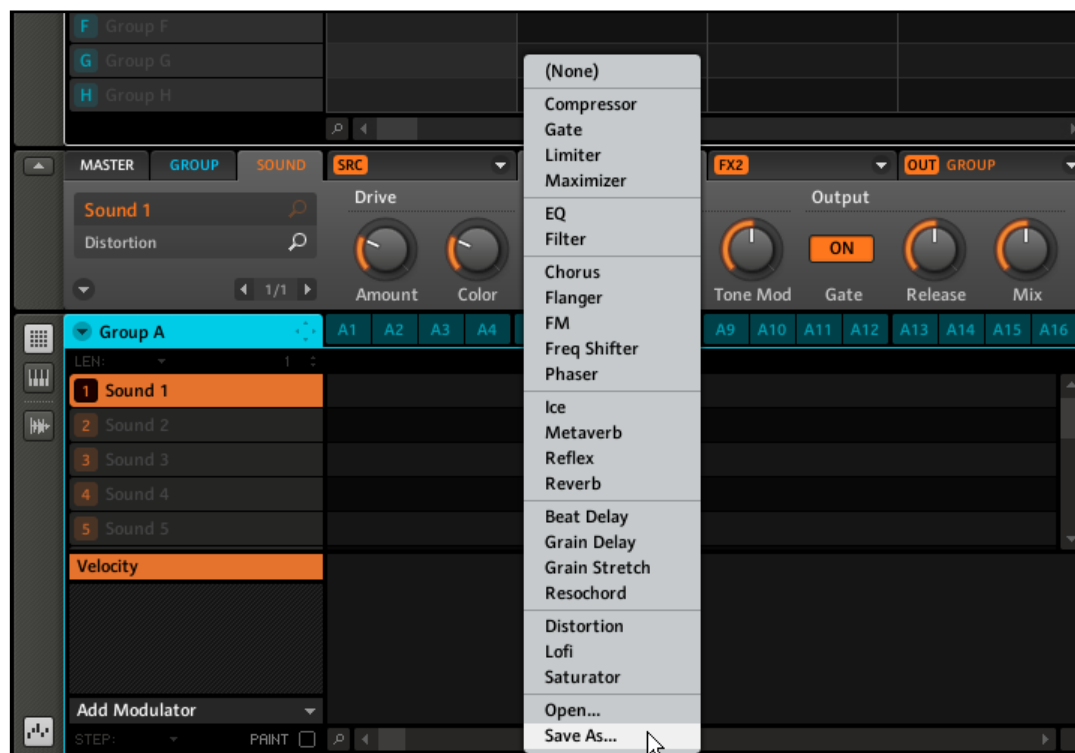 F Group F
G Group G
H Group H
MASTER GROUP SOUND SRC FX2 OUT GROUP
Sound 1
Distortion
1/1
Drive
Amount Color
Output
Tone Mod ON Gate Release Mix
Group A
A1 A2 A3 A4 A9 A10 A11 A12 A13 A14 A15 A16
LEN: 1
1 Sound 1
2 Sound 2
3 Sound 3
4 Sound 4
5 Sound 5
Velocity
Add Modulator
STEP: PAINT
(None)
Compressor
Gate
Limiter
Maximizer
EQ
Filter
Chorus
Flanger
FM
Freq Shifter
Phaser
Ice
Metaverb
Reflex
Reverb
Beat Delay
Grain Delay
Grain Stretch
Resochord
Distortion
Lofi
Saturator
Open...
Save As...